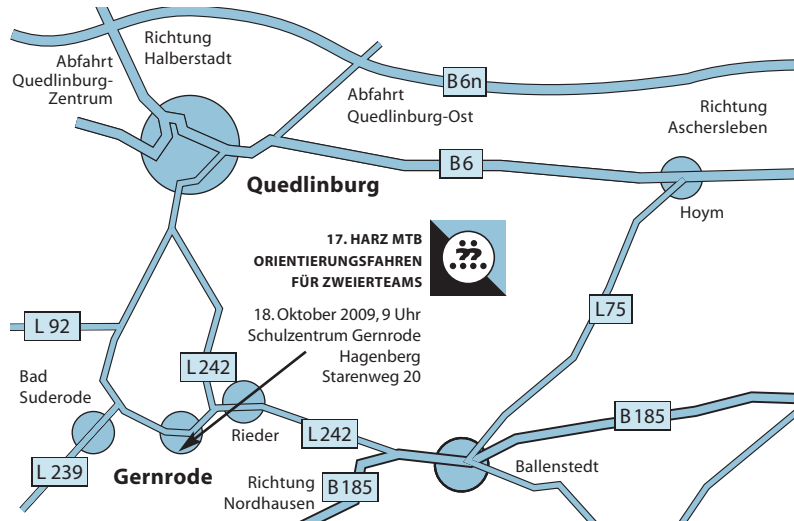 Richtung
Halberstadt
Abfahrt
Quedlinburg-
Zentrum
B6n
Abfahrt
Quedlinburg-Ost
Richtung
Aschersleben
B6
Quedlinburg
Hoym
17. HARZ MTB
ORIENTIERUNGSFAHREN
FÜR ZWEIERTEAMS
18. Oktober 2009, 9 Uhr
Schulzentrum Gernrode
Hagenberg
Starenweg 20
L75
L 92
L 242
Bad
Suderode
Rieder
L 242
B185
L 239
Gernrode
Ballenstedt
Richtung
Nordhausen
B185